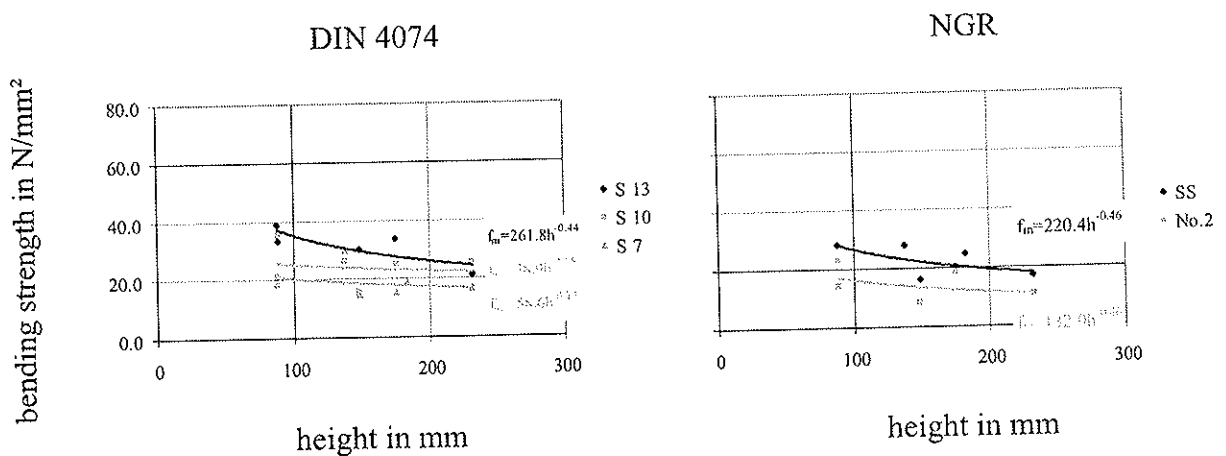 DIN 4074
bending strength in N/mm²
80.0
60.0
40.0
20.0
0.0
0
100
200
300
height in mm
S 13
S 10
S 7
fm=261.8h-0.44
NGR
0
100
200
300
height in mm
SS
No.2
fm=220.4h-0.46